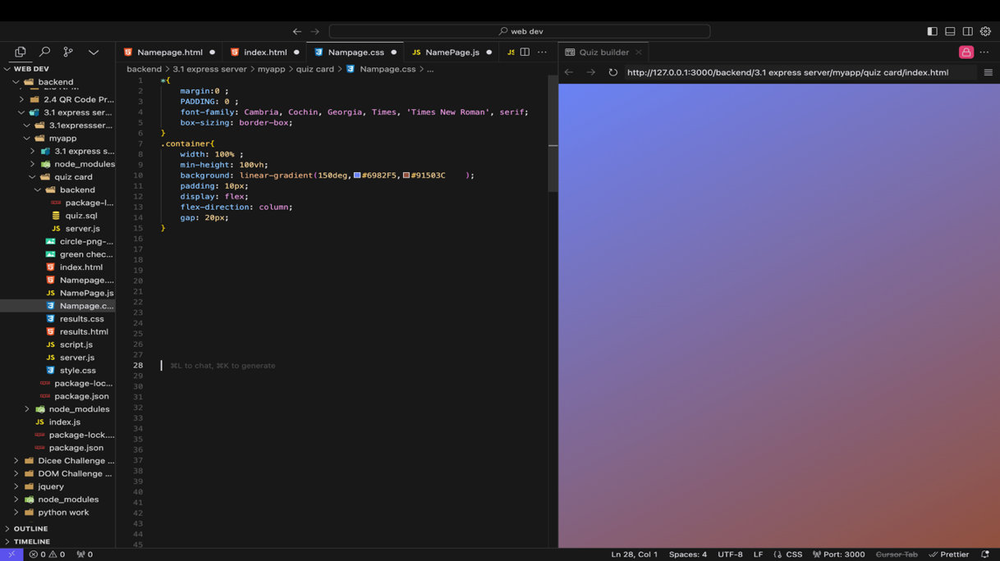 web dev
WEB DEV
backend
2.4 QR Code Pr...
3.1 express ser...
3.1expressser...
myapp
3.1 express s...
node_modules
quiz card
backend
package-l...
quiz.sql
JS server.js
circle-png-...
green chec...
index.html
Namepage....
JS NamePage.js
Nampage.c...
results.css
results.html
JS script.js
JS server.js
style.css
package-loc...
package.json
node_modules
JS index.js
package-lock....
package.json
Dicee Challenge ...
DOM Challenge ...
jquery
node_modules
python work
OUTLINE
TIMELINE
Namepage.html
index.html
Nampage.css
JS NamePage.js
JS
backend > 3.1 express server > myapp > quiz card > Nampage.css > ...
1 *{
2 margin:0 ;
3 PADDING: 0 ;
4 font-family: Cambria, Cochin, Georgia, Times, 'Times New Roman', serif;
5 box-sizing: border-box;
6 }
7 .container{
8 width: 100% ;
9 min-height: 100vh;
10 background: linear-gradient(150deg,#6982F5,#91503C );
11 padding: 10px;
12 display: flex;
13 flex-direction: column;
14 gap: 20px;
15 }
16
17
18
19
20
21
22
23
24
25
26
27
28 ⌘L to chat, ⌘K to generate
29
30
31
32
33
34
35
36
37
38
39
40
41
42
43
44
45
Quiz builder
http://127.0.0.1:3000/backend/3.1 express server/myapp/quiz card/index.html
0 0 0
Ln 28, Col 1 Spaces: 4 UTF-8 LF {} CSS Port: 3000 Cursor Tab Prettier